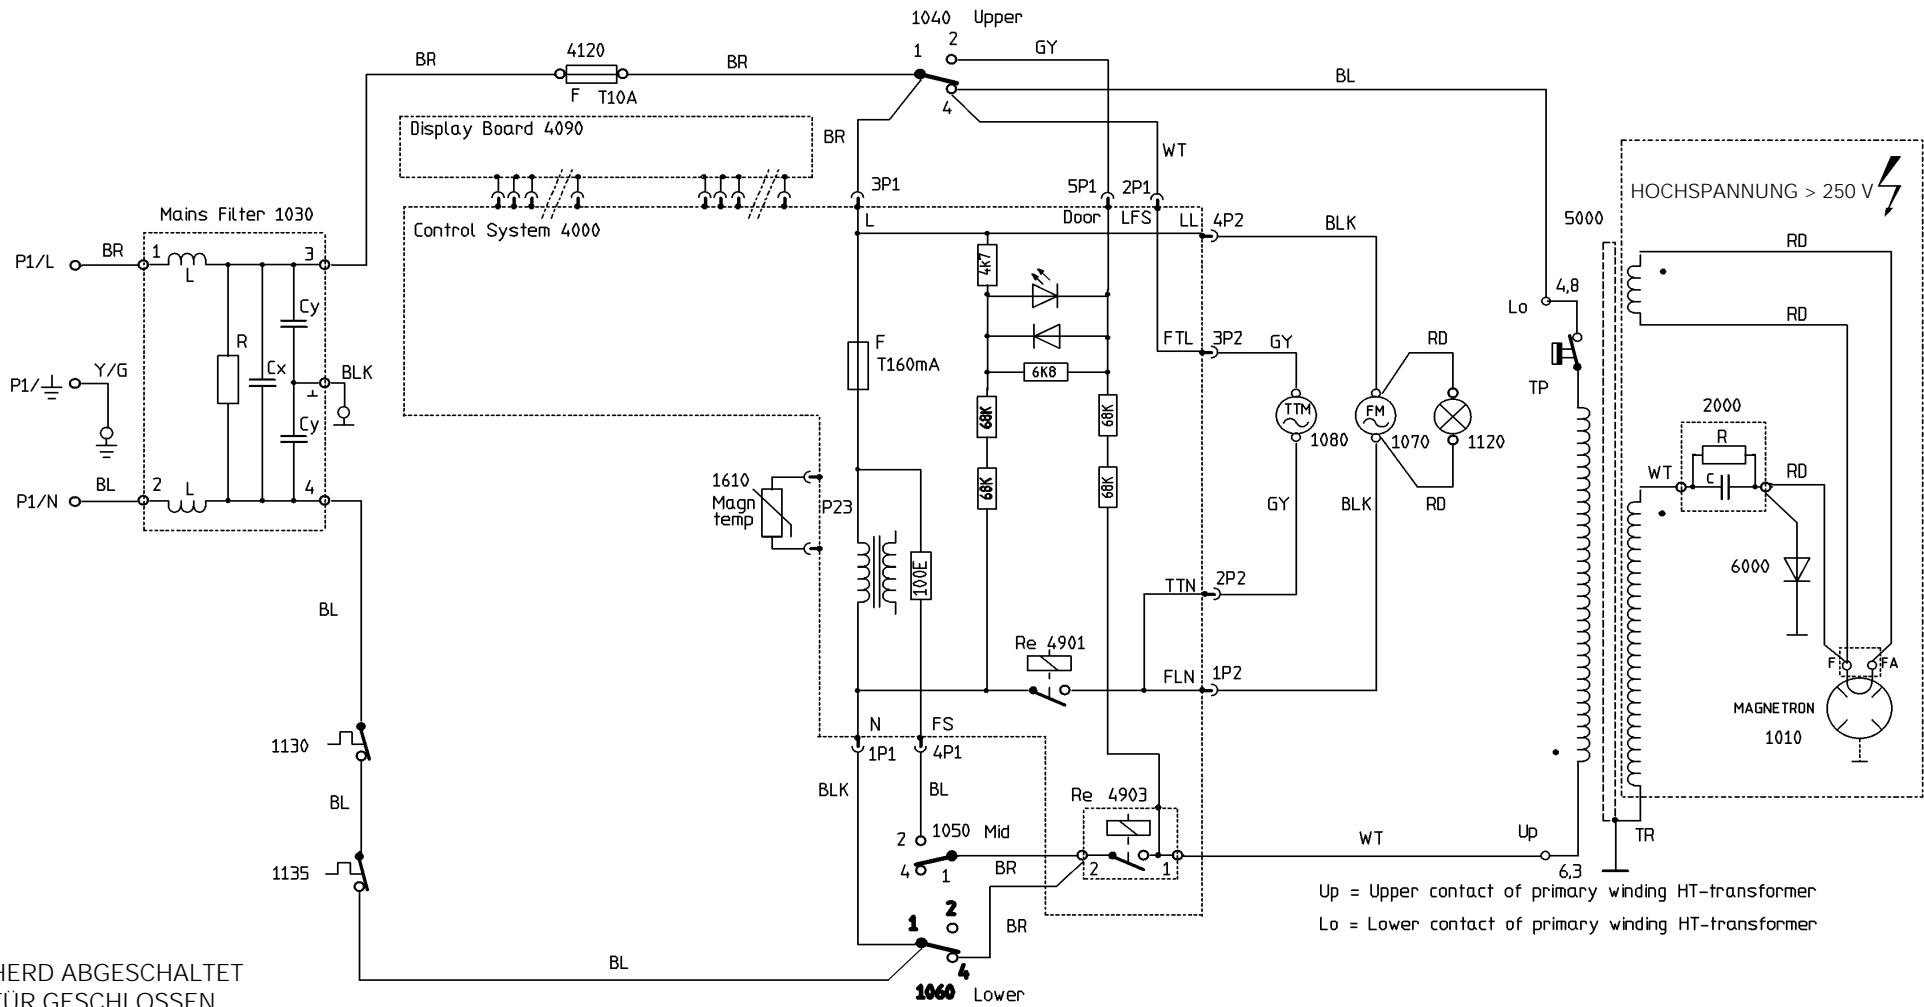 1040 Upper
1
2
4
GY
BR
4120
F T10A
BR
BL
Display Board 4090
BR
WT
3P1
5P1
2P1
Mains Filter 1030
Control System 4000
L
Door
LFS
LL
4P2
BLK
5000
HOCHSPANNUNG > 250 V
P1/L
BR
1
L
3
Cy
R
Cx
BLK
Cy
P1/
Y/G
P1/N
BL
2
L
4
4k7
F
T160mA
6K8
68K
68K
68K
68K
FTL
3P2
GY
RD
TTM
1080
FM
1070
1120
GY
BLK
RD
Lo
4,8
TP
RD
RD
2000
R
WT
C
RD
6000
F
FA
MAGNETRON
1010
1610
Magn
temp
P23
100E
TTN
2P2
Re 4901
FLN
1P2
BL
1130
BL
1135
N
FS
1P1
4P1
BLK
BL
2
1050 Mid
4
1
BR
Re 4903
2
1
WT
Up
6,3
TR
Up = Upper contact of primary winding HT-transformer
Lo = Lower contact of primary winding HT-transformer
1
2
4
BR
BL
1060 Lower
HERD ABGESCHALTET
TÜR GESCHLOSSEN